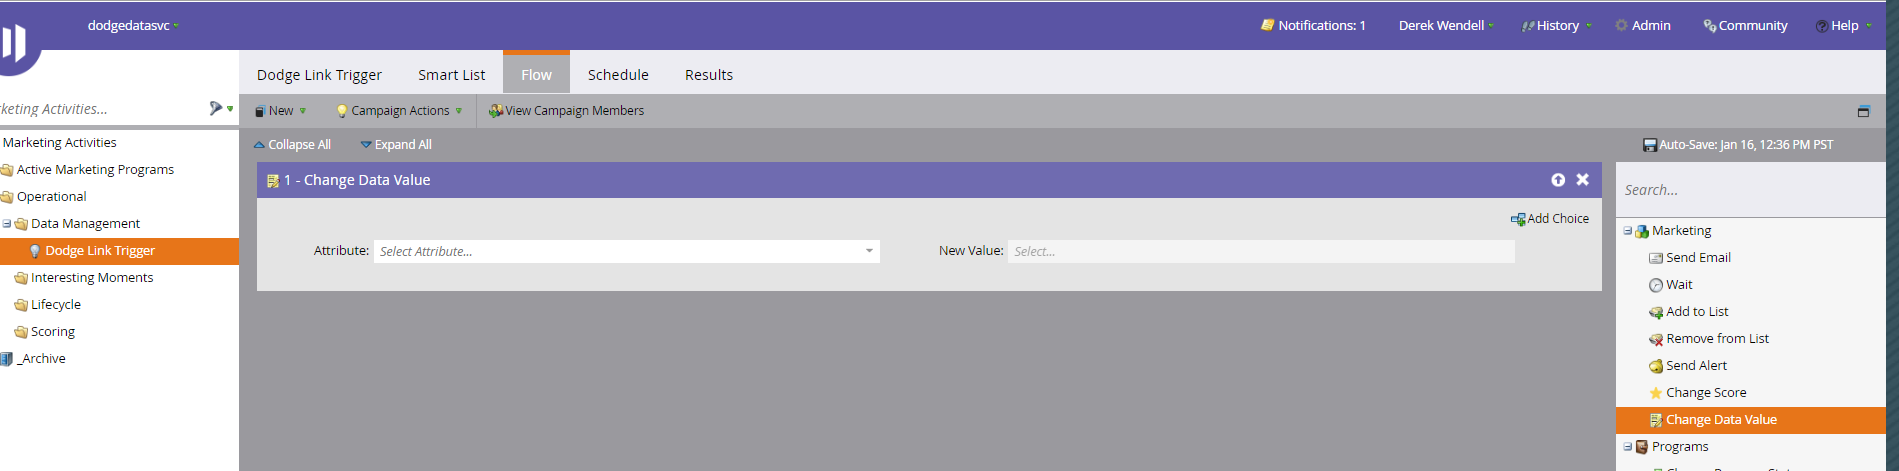 dodgedatasvc
Notifications: 1
Derek Wendell
History
Admin
Community
Help
Dodge Link Trigger
Smart List
Flow
Schedule
Results
keting Activities...
New
Campaign Actions
View Campaign Members
Marketing Activities
Active Marketing Programs
Operational
Data Management
Dodge Link Trigger
Interesting Moments
Lifecycle
Scoring
_Archive
Collapse All
Expand All
Auto-Save: Jan 16, 12:36 PM PST
1 - Change Data Value
Add Choice
Attribute: Select Attribute...
New Value: Select...
Search...
Marketing
Send Email
Wait
Add to List
Remove from List
Send Alert
Change Score
Change Data Value
Programs